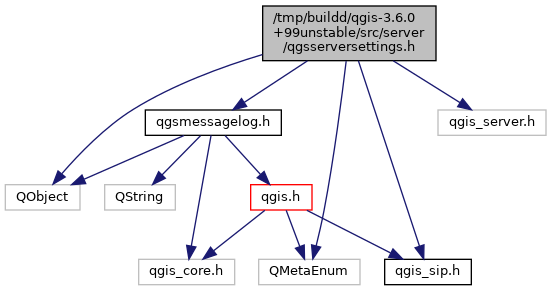 /tmp/buildd/qgis-3.6.0
+99unstable/src/server
/qgsserversettings.h
qgsmessagelog.h
qgis_server.h
QObject
QString
qgis.h
qgis_core.h
QMetaEnum
qgis_sip.h